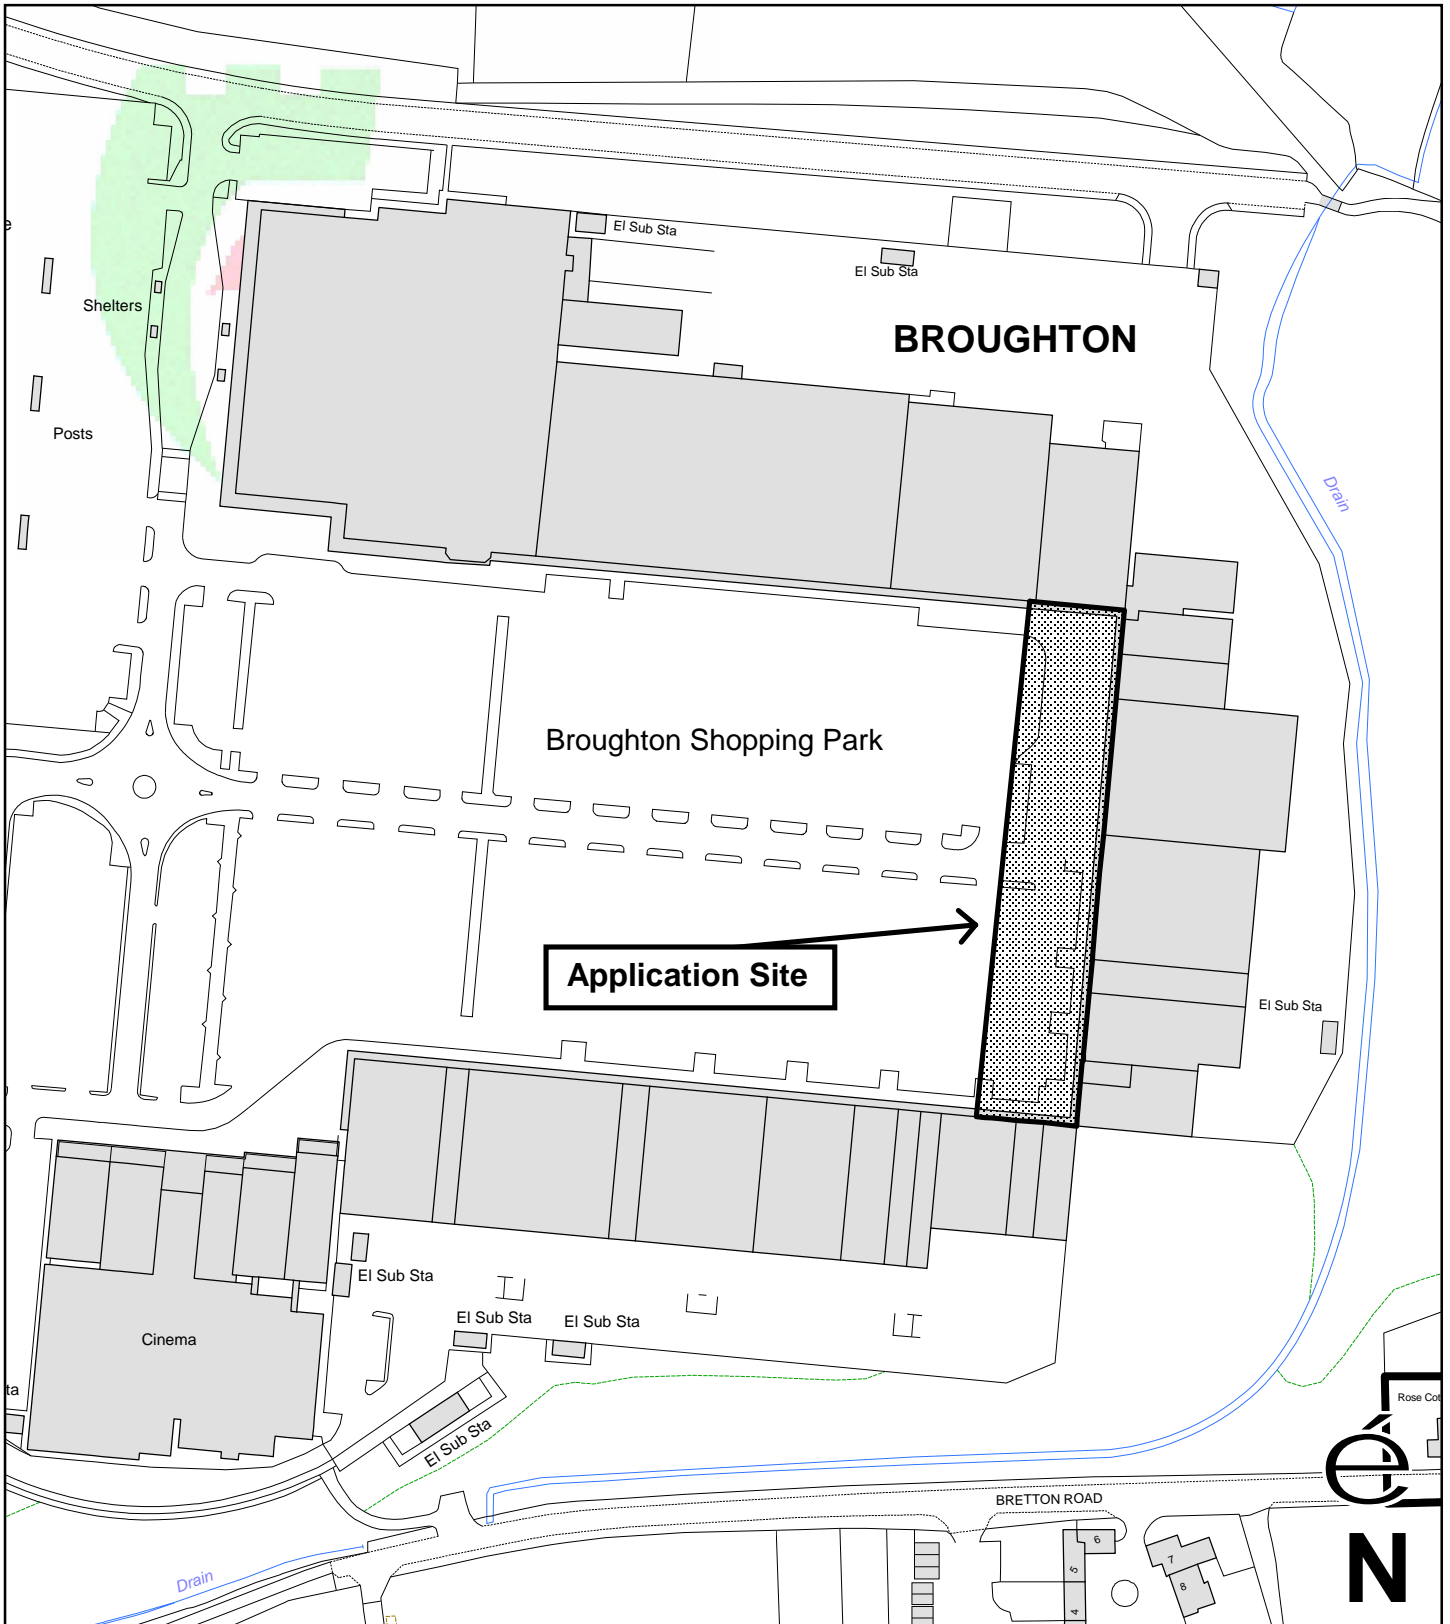 El Sub Sta
e
El Sub Sta
Shelters
BROUGHTON
Posts
Drain
Broughton Shopping Park
Application Site
El Sub Sta
El Sub Sta
El Sub Sta
El Sub Sta
Cinema
ta
Rose Cot
El Sub Sta
BRETTON ROAD
6
N
7
5
Drain
8
4